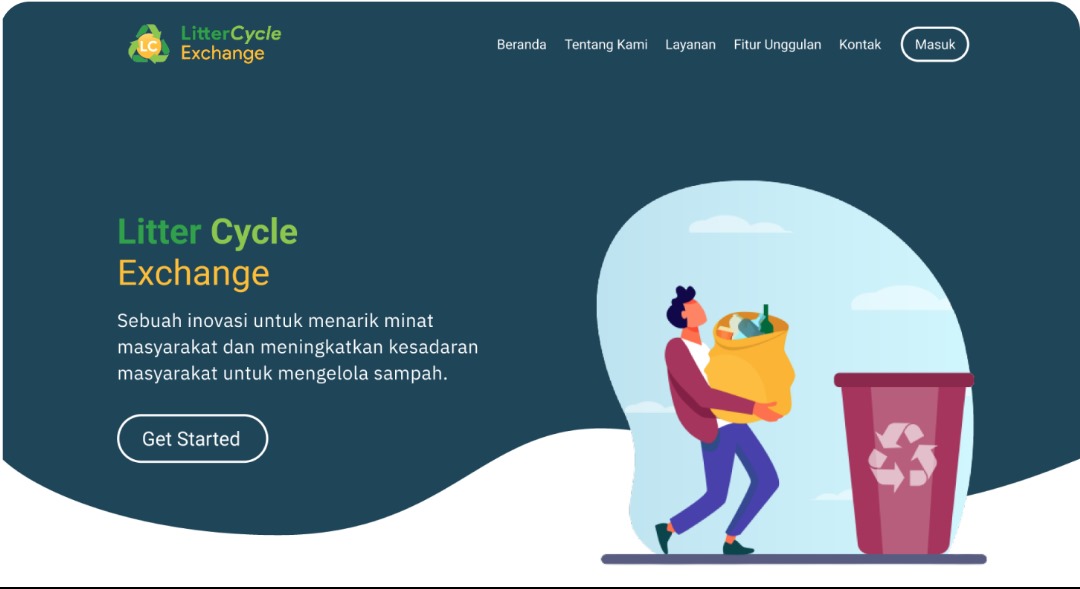 LC
LitterCycle
Exchange
Beranda Tentang Kami Layanan Fitur Unggulan Kontak Masuk
Litter Cycle
Exchange
Sebuah inovasi untuk menarik minat
masyarakat dan meningkatkan kesadaran
masyarakat untuk mengelola sampah.
Get Started